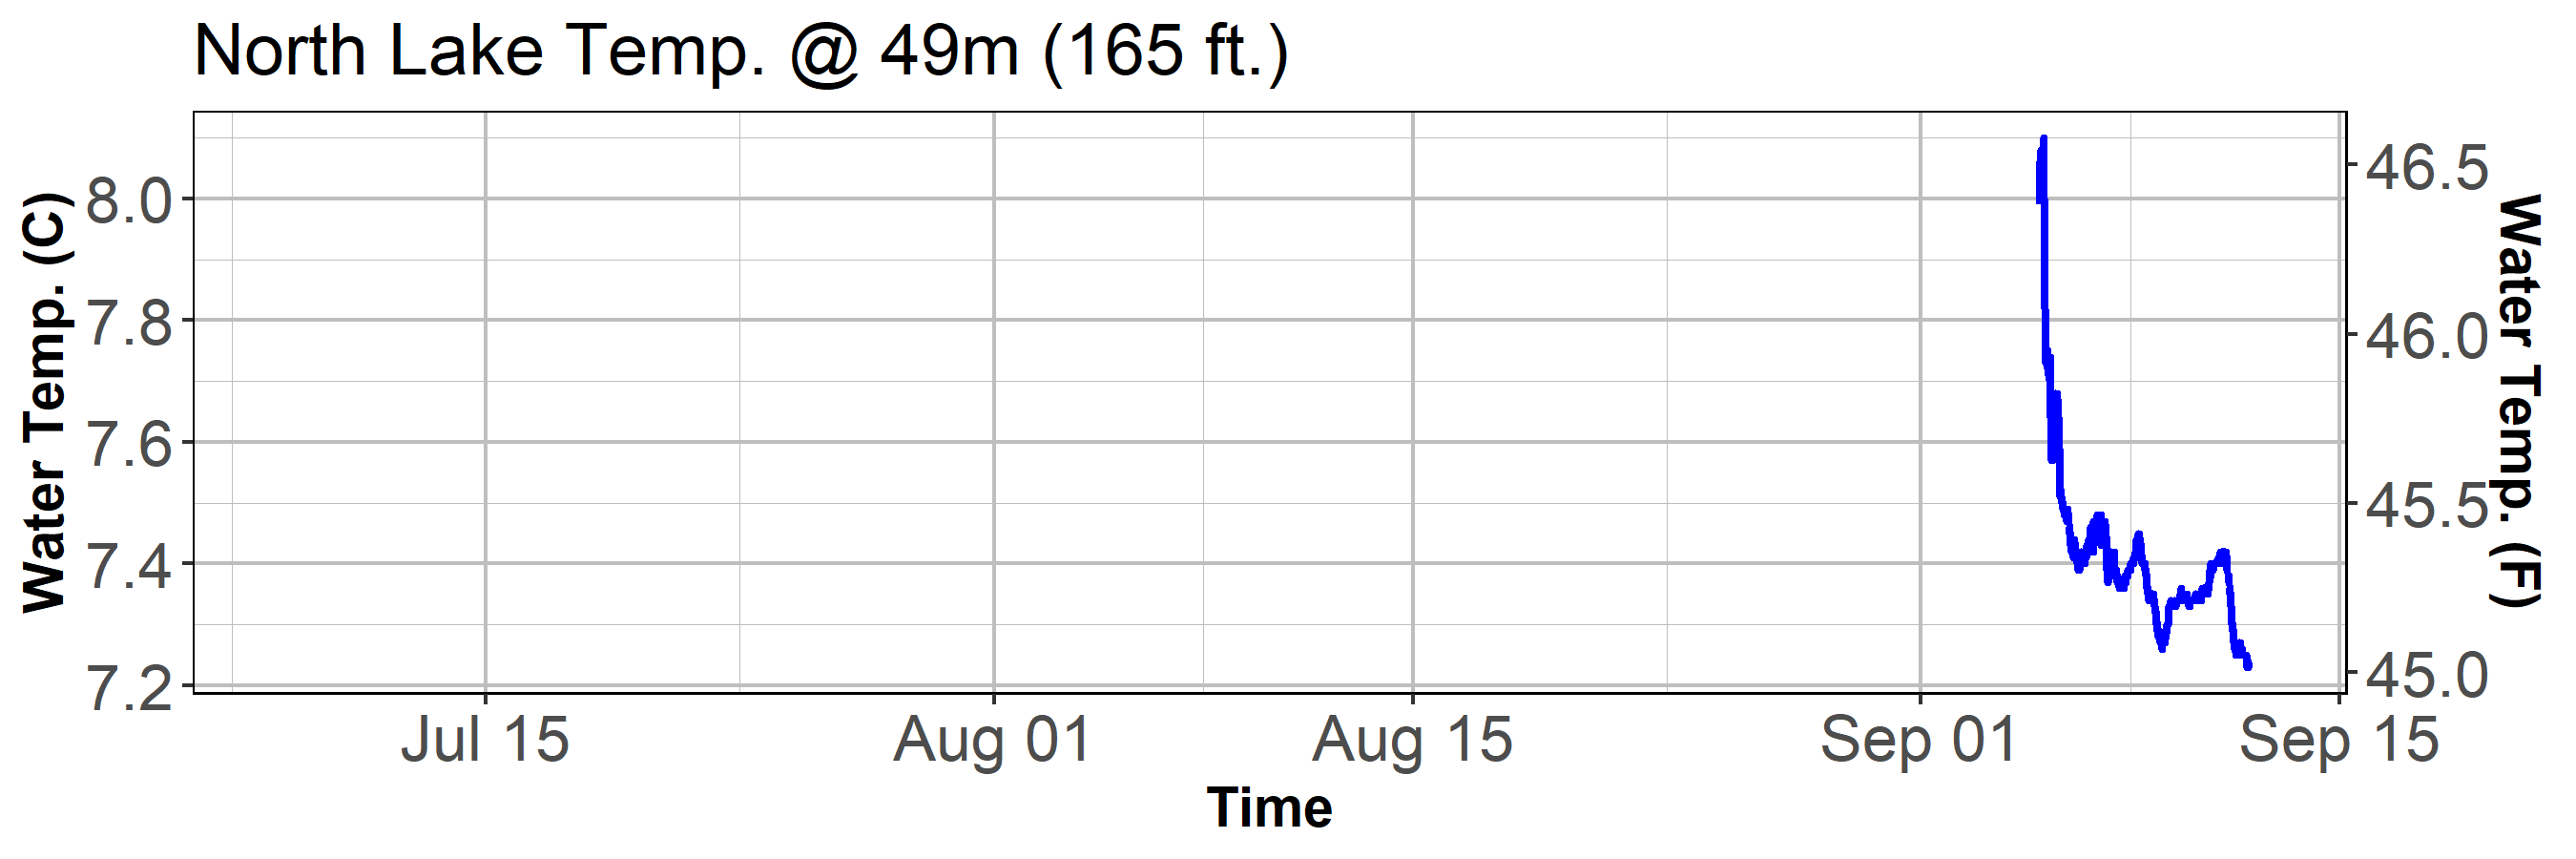 North Lake Temp. @ 49m (165 ft.)
Water Temp. (C)
8.0
7.8
7.6
7.4
7.2
46.5
46.0
45.5
45.0
Water Temp. (F)
Jul 15 Aug 01 Aug 15 Sep 01 Sep 15
Time